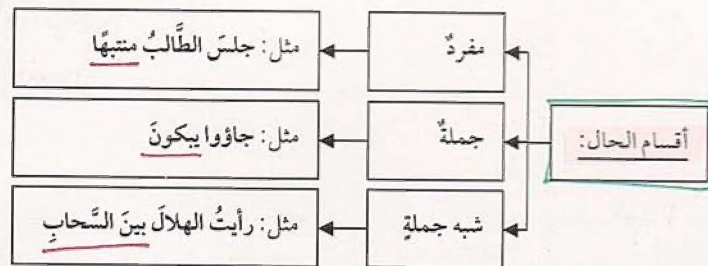 أقسام الحال:
مفردٌ
مثل: جلسَ الطَّالبُ منتبهًا
جملةٌ
مثل: جاؤوا يبكونَ
شبه جملةٍ
مثل: رأيتُ الهلالَ بينَ السَّحابِ